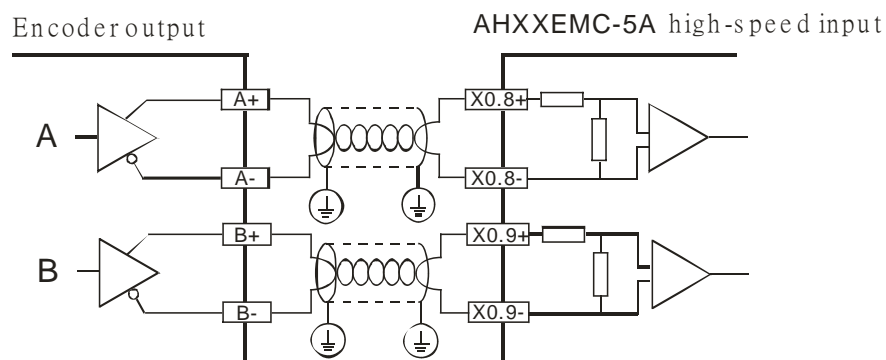 Encoder output
AHXXEMC-5A high-speed input
A
A+
X0.8+
A-
X0.8-
B
B+
X0.9+
B-
X0.9-